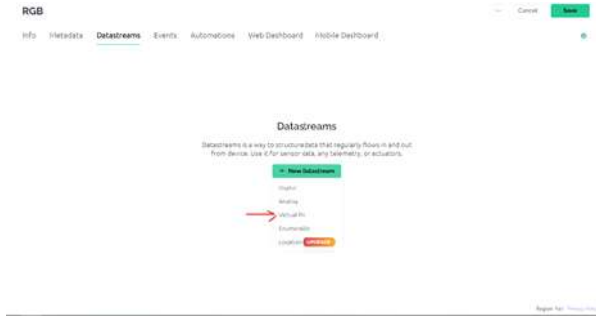 RGB
Cancel
Save
Info Metadata Datastreams Events Automations Web Dashboard Mobile Dashboard
Datastreams
Datastreams is a way to structure data that regularly flows in and out
from device. Use it for sensor data, any telemetry, or actuators.
+ New Datastream
Digital
Analog
Virtual Pin
Enumerable
Location UPGRADE
Privacy Policy